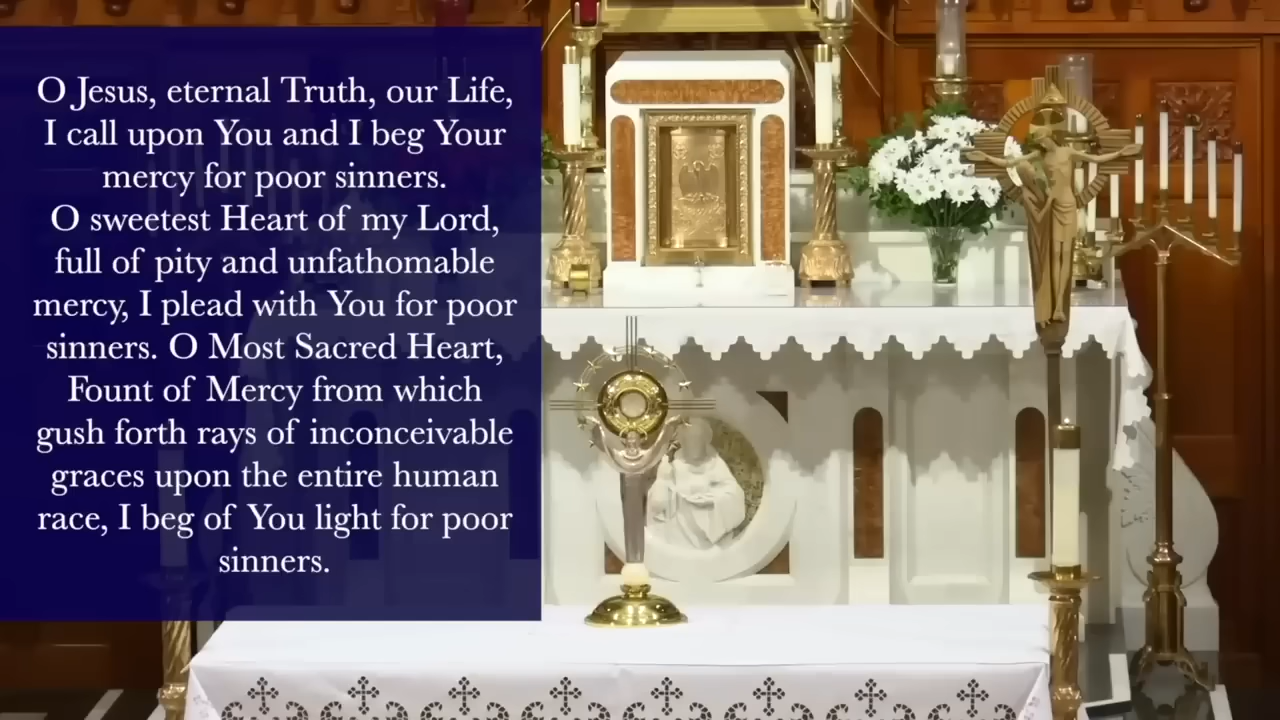 O Jesus, eternal Truth, our Life,
I call upon You and I beg Your
mercy for poor sinners.
O sweetest Heart of my Lord,
full of pity and unfathomable
mercy, I plead with You for poor
sinners. O Most Sacred Heart,
Fount of Mercy from which
gush forth rays of inconceivable
graces upon the entire human
race, I beg of You light for poor
sinners.